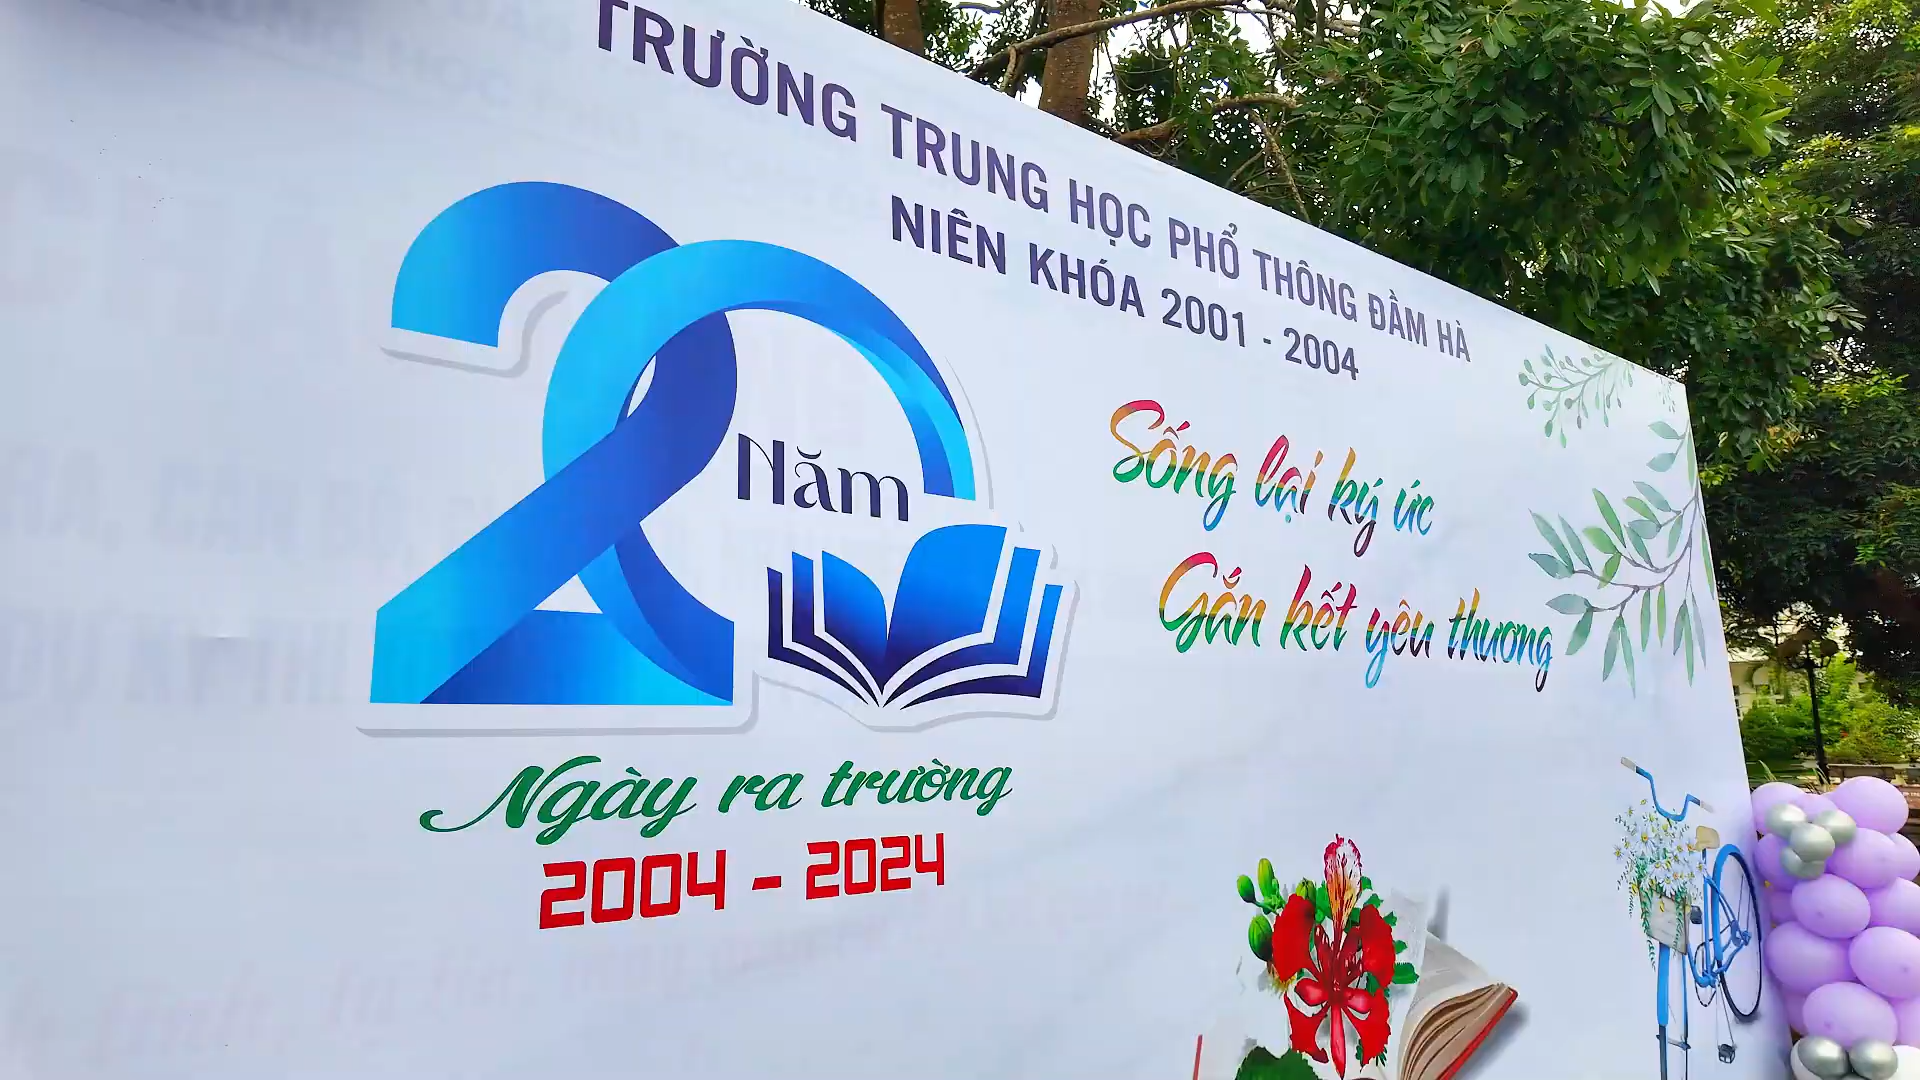 TRƯỜNG TRUNG HỌC PHỔ THÔNG ĐẦM HÀ
NIÊN KHÓA 2001 - 2004
20
Năm
Ngày ra trường
2004 - 2024
Sống lại ký ức
Gắn kết yêu thương